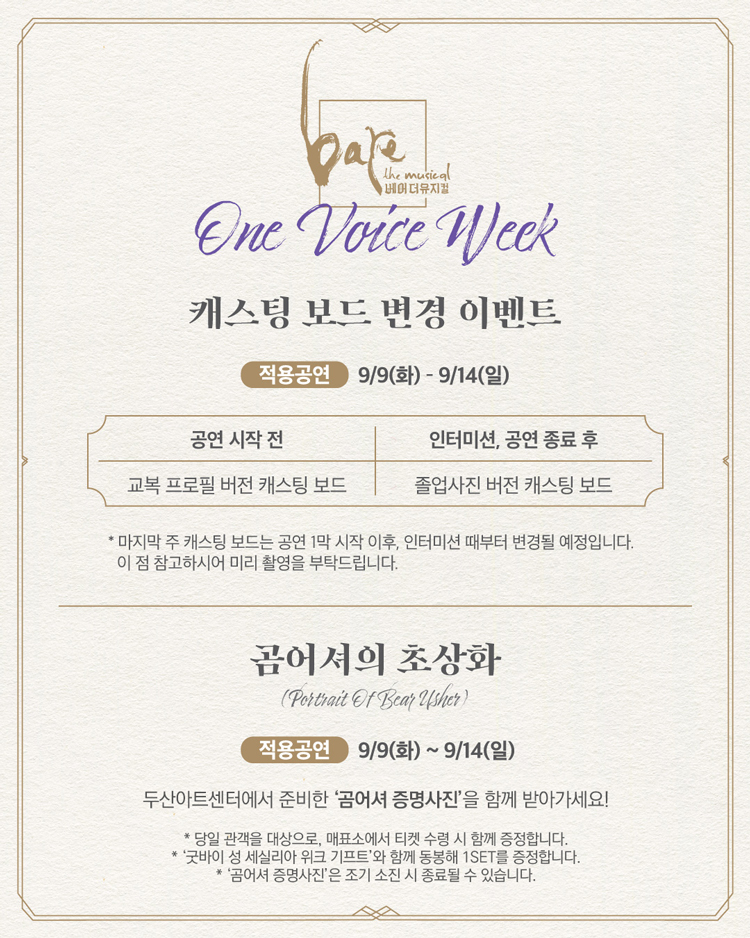 bare
the musical
베어 더 뮤지컬
One Voice Week
캐스팅 보드 변경 이벤트
적용공연 9/9(화) - 9/14(일)
공연 시작 전 인터미션, 공연 종료 후
교복 프로필 버전 캐스팅 보드 졸업사진 버전 캐스팅 보드
* 마지막 주 캐스팅 보드는 공연 1막 시작 이후, 인터미션 때부터 변경될 예정입니다.
이 점 참고하시어 미리 촬영을 부탁드립니다.
곰어셔의 초상화
(Portrait Of Bear Usher)
적용공연 9/9(화) ~ 9/14(일)
두산아트센터에서 준비한 ‘곰어셔 증명사진’을 함께 받아가세요!
* 당일 관객을 대상으로, 매표소에서 티켓 수령 시 함께 증정합니다.
* ‘굿바이 성 세실리아 위크 기프트’와 함께 동봉해 1SET를 증정합니다.
* ‘곰어셔 증명사진’은 조기 소진 시 종료될 수 있습니다.